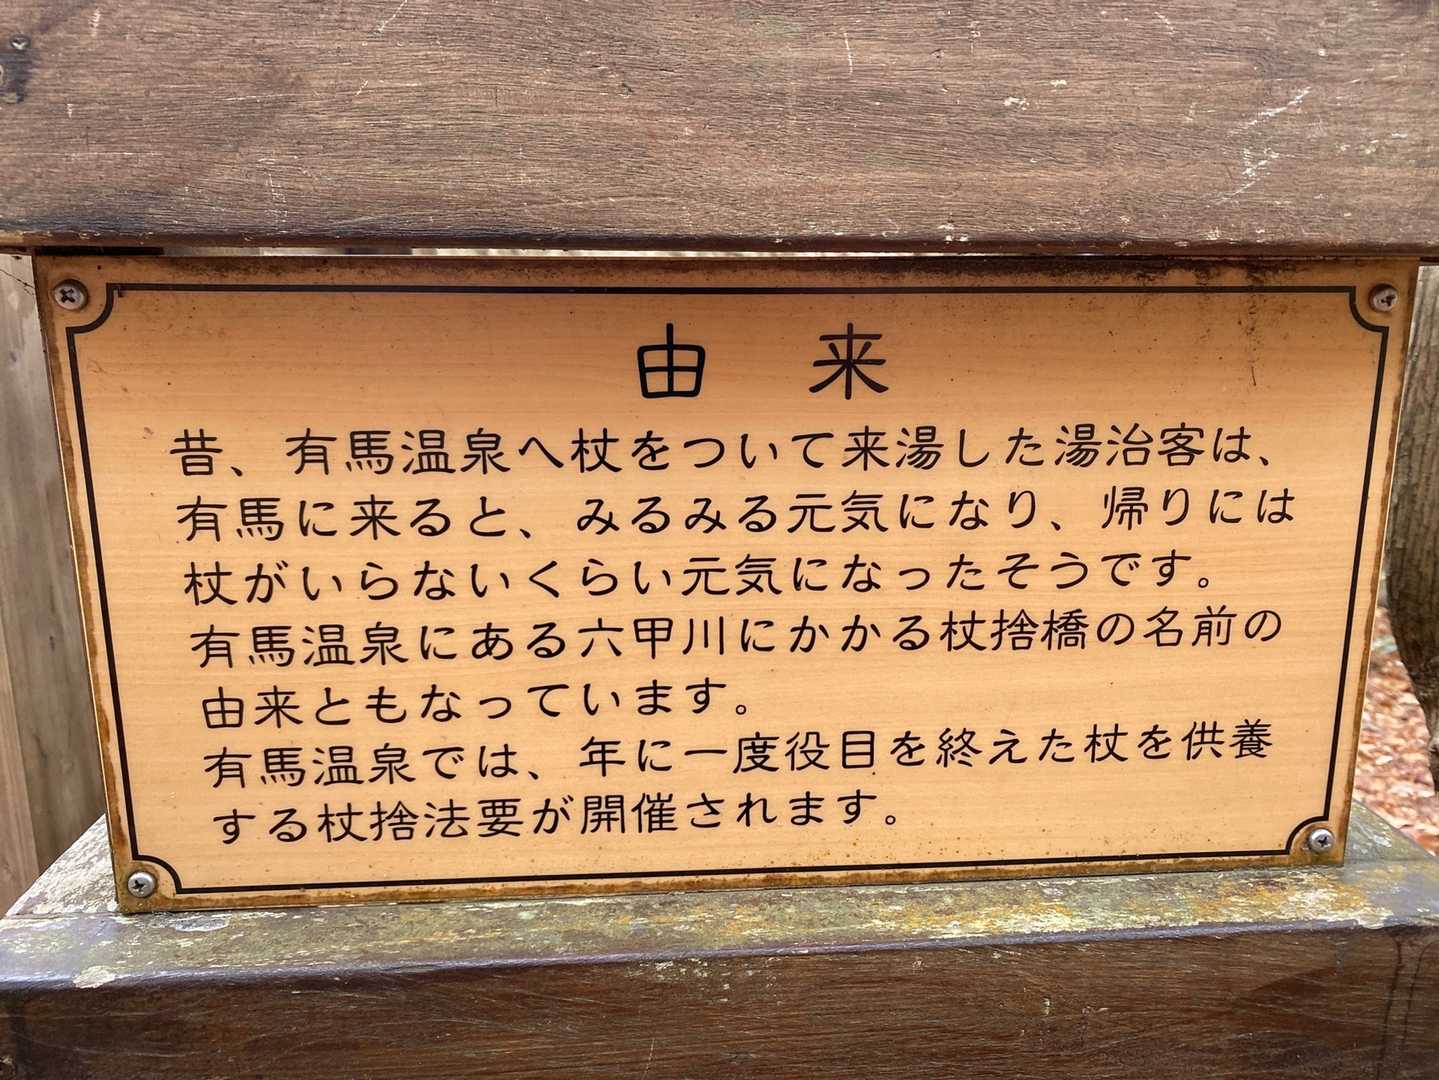 由　来
昔、有馬温泉へ杖をついて来湯した湯治客は、
有馬に来ると、みるみる元気になり、帰りには
杖がいらないくらい元気になったそうです。
有馬温泉にある六甲川にかかる杖捨橋の名前の
由来ともなっています。
有馬温泉では、年に一度役目を終えた杖を供養
する杖捨法要が開催されます。